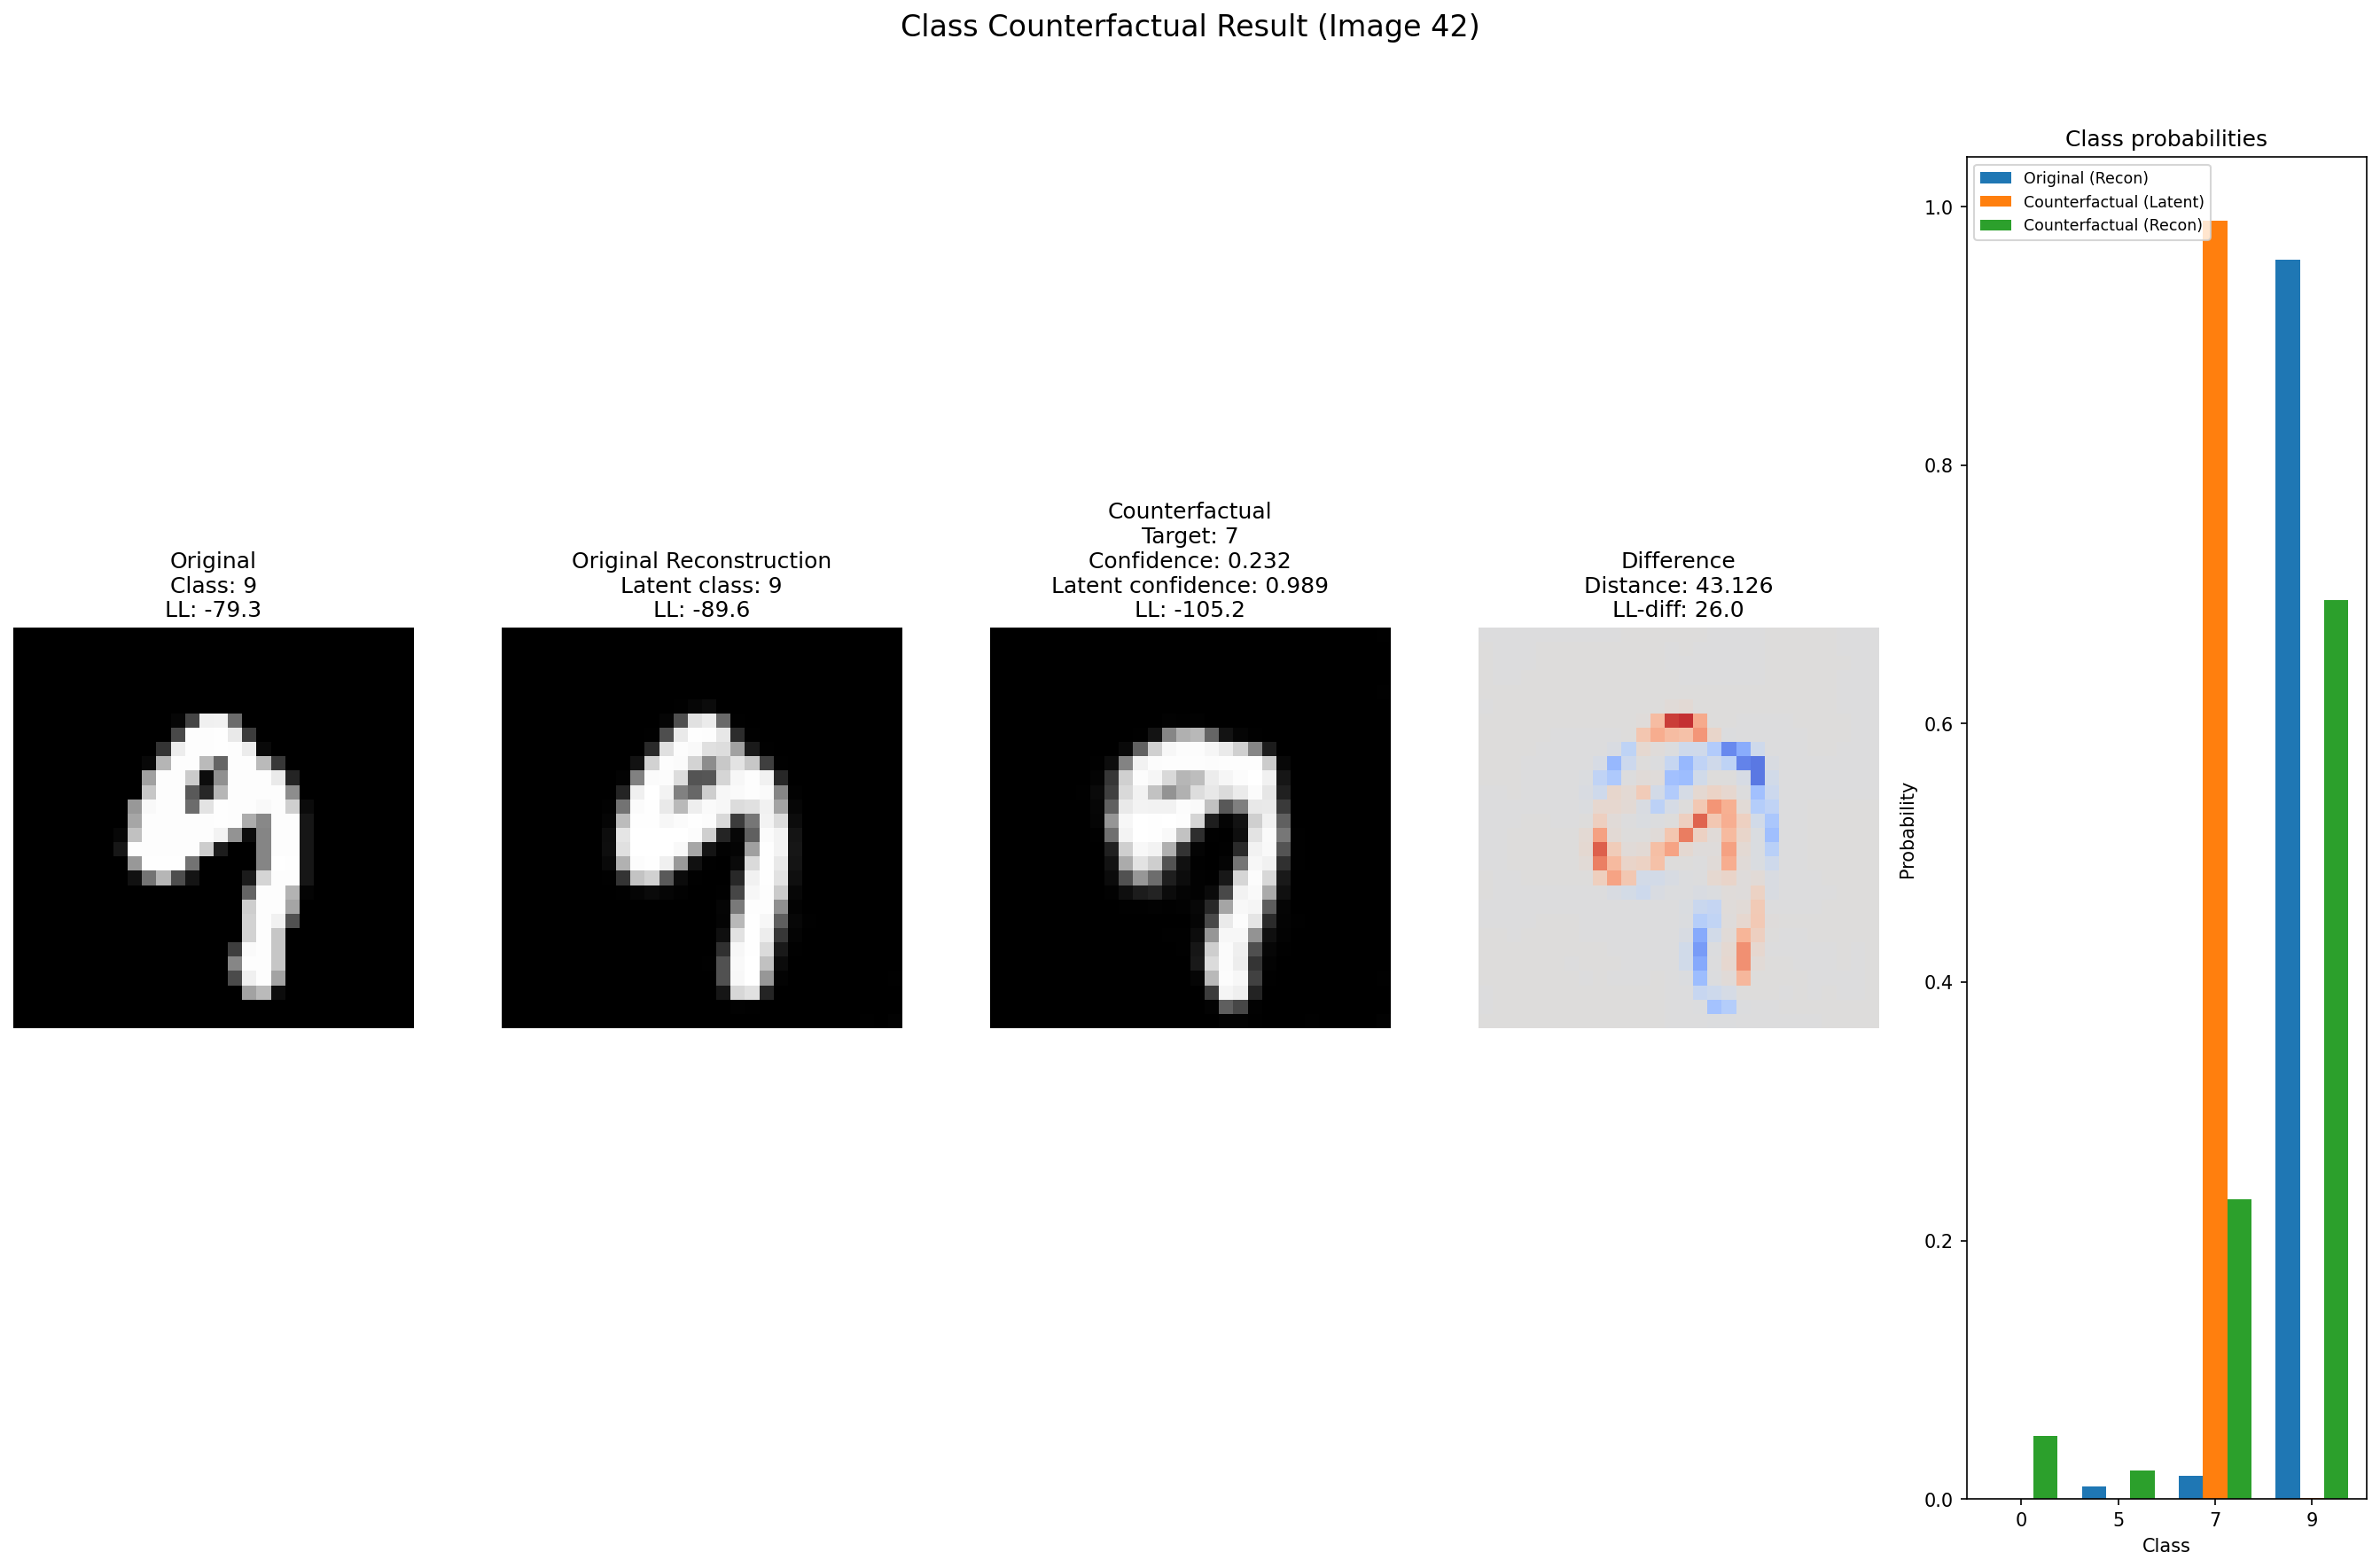 Class Counterfactual Result (Image 42)
Original
Class: 9
LL: -79.3
Original Reconstruction
Latent class: 9
LL: -89.6
Counterfactual
Target: 7
Confidence: 0.232
Latent confidence: 0.989
LL: -105.2
Difference
Distance: 43.126
LL-diff: 26.0
Class probabilities
Original (Recon)
Counterfactual (Latent)
Counterfactual (Recon)
Probability
1.0
0.8
0.6
0.4
0.2
0.0
0 5 7 9
Class